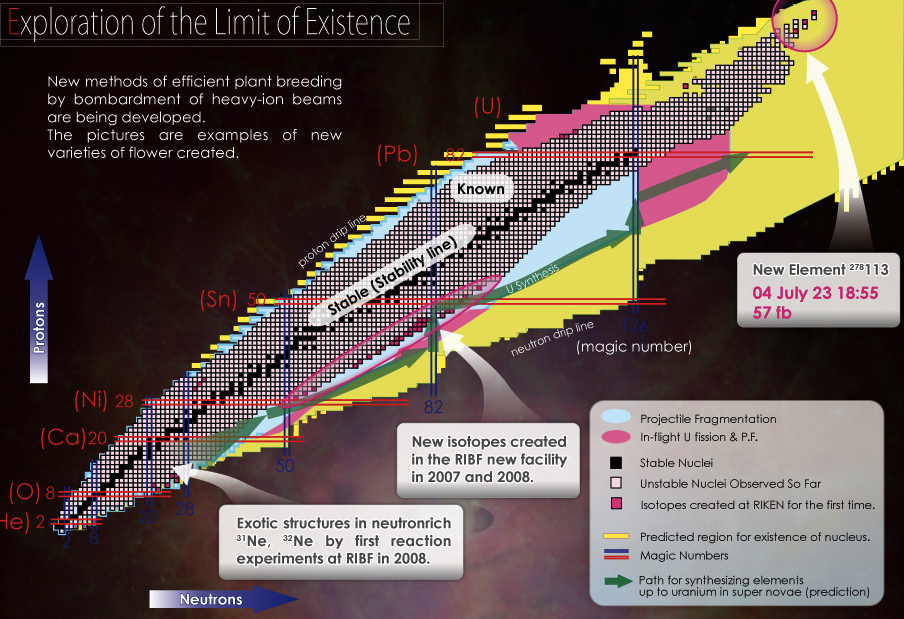 Exploration of the Limit of Existence
New methods of efficient plant breeding
by bombardment of heavy-ion beams
are being developed.
The pictures are examples of new
varieties of flower created.
(U)
(Pb) 82
Known
proton drip line
Stable (Stability line)
(Sn) 50
U Synthesis
neutron drip line
126
(magic number)
New Element ²⁷⁸113
04 July 23 18:55
57 fb
Protons
(Ni) 28
82
(Ca)20
50
New isotopes created
in the RIBF new facility
in 2007 and 2008.
(O) 8
28
He) 2
2
8
Exotic structures in neutronrich
³¹Ne, ³²Ne by first reaction
experiments at RIBF in 2008.
Neutrons
Projectile Fragmentation
In-flight U fission & P.F.
Stable Nuclei
Unstable Nuclei Observed So Far
Isotopes created at RIKEN for the first time.
Predicted region for existence of nucleus.
Magic Numbers
Path for synthesizing elements
up to uranium in super novae (prediction)